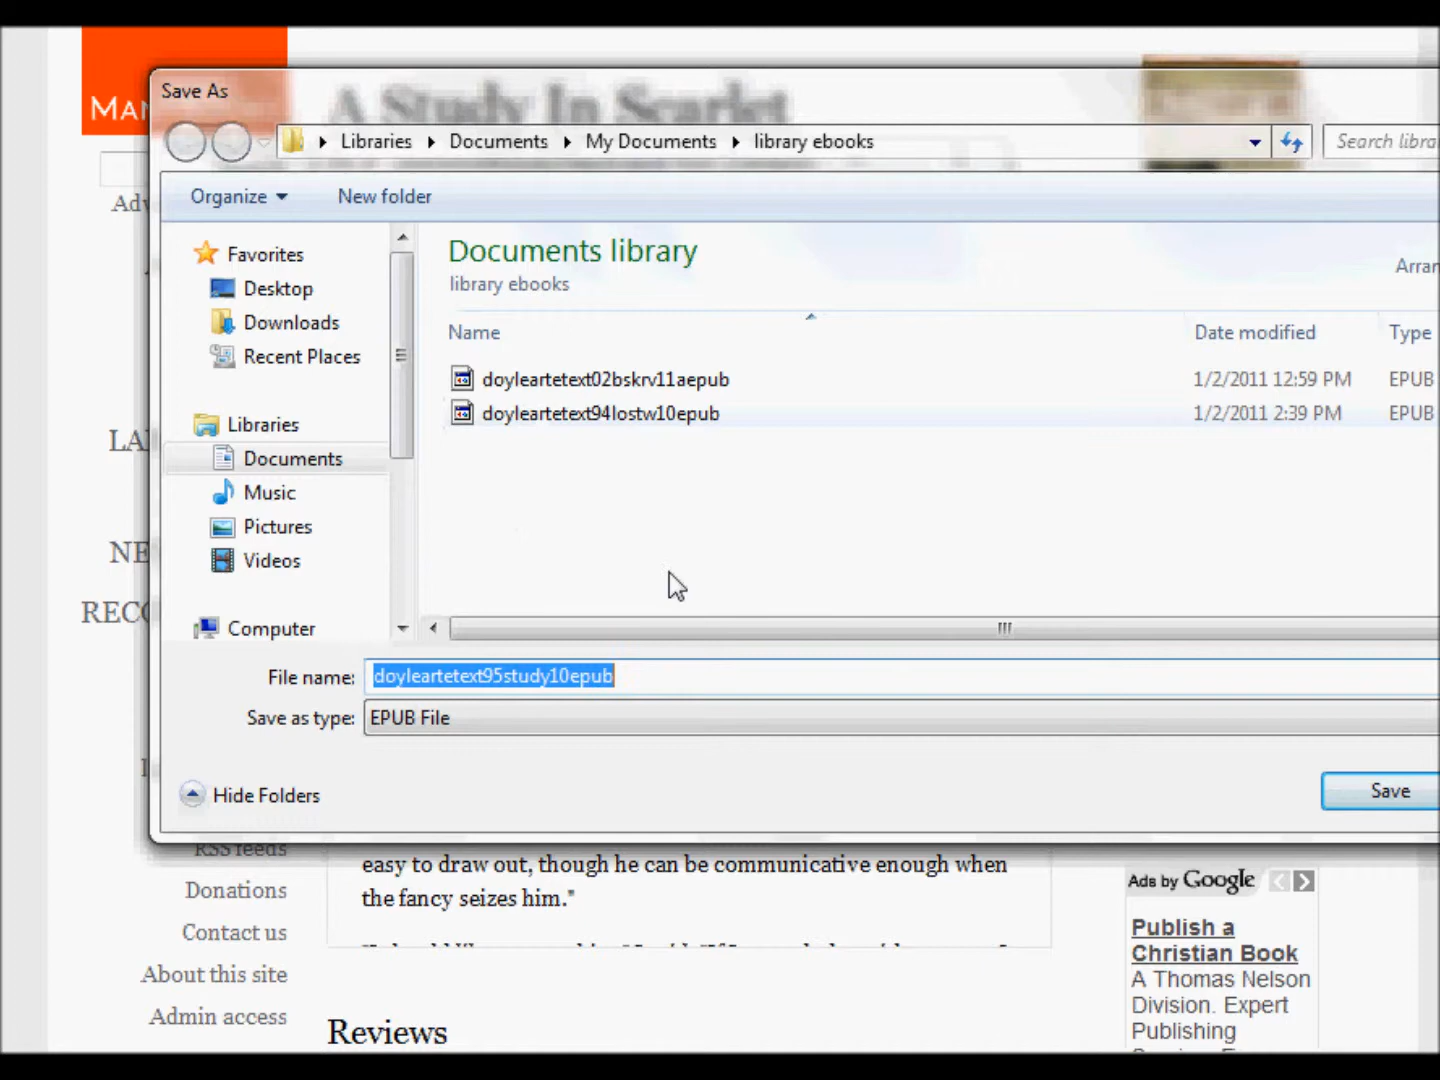 A Study In Scarlet
Save As
Libraries Documents My Documents library ebooks
Organize New folder
Favorites
Desktop
Downloads
Recent Places
Libraries
Documents
Music
Pictures
Videos
Computer
Documents library
library ebooks
Name Date modified Type
doyleartetext02bskrv11aepub 1/2/2011 12:59 PM EPUB
doyleartetext94lostw10epub 1/2/2011 2:39 PM EPUB
File name: doyleartetext95study10epub
Save as type: EPUB File
Hide Folders
Save
RSS feeds
Donations
Contact us
About this site
Admin access
easy to draw out, though he can be communicative enough when
the fancy seizes him."
Reviews
Ads by Google
Publish a
Christian Book
A Thomas Nelson
Division. Expert
Publishing